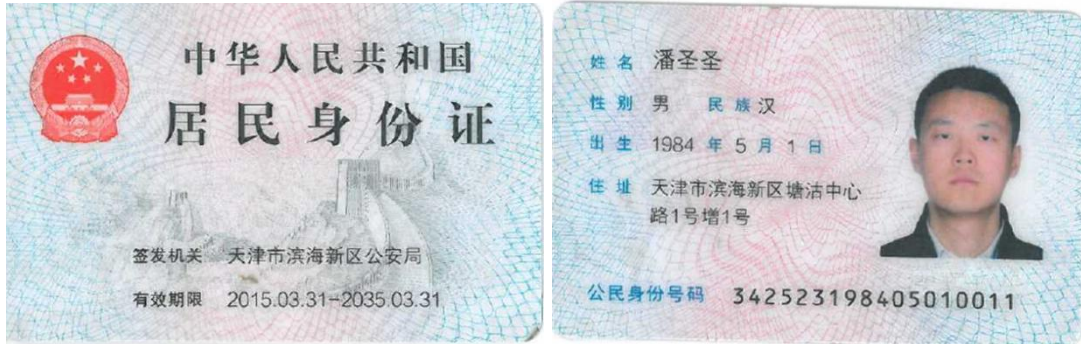 中华人民共和国
居民身份证
签发机关 天津市滨海新区公安局
有效期限 2015.03.31-2035.03.31
姓名 潘圣圣
性别 男 民族 汉
出生 1984 年 5 月 1 日
住址 天津市滨海新区塘沽中心
路1号增1号
公民身份号码 342523198405010011